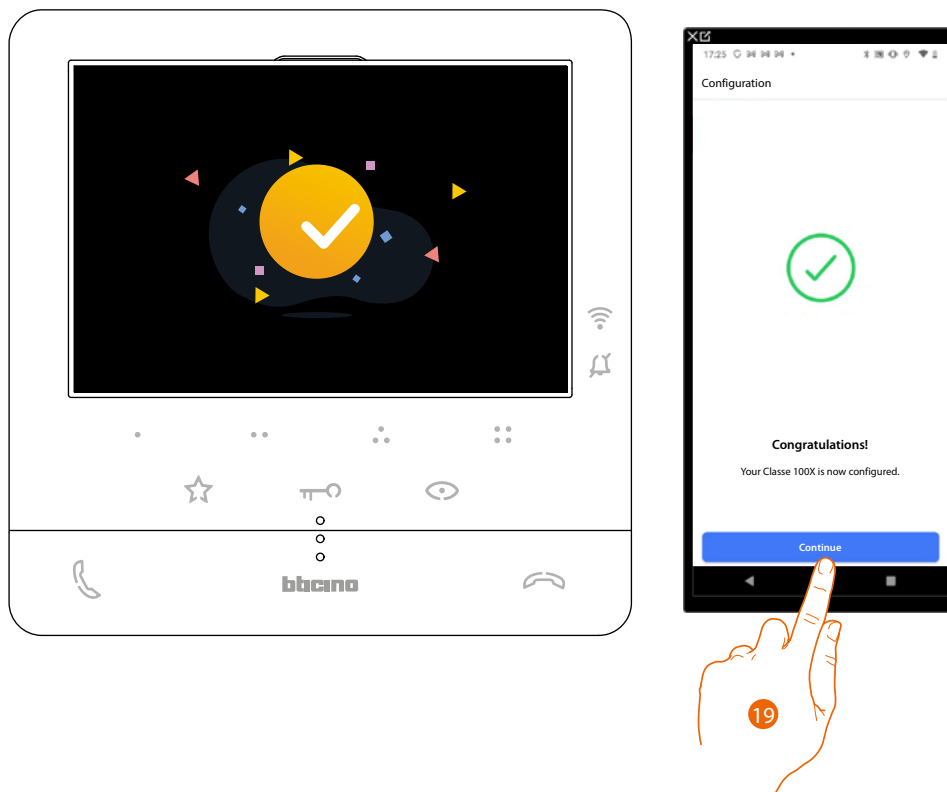 17:25
Configuration
Congratulations!
Your Classe 100X is now configured.
Continue
bticino
19